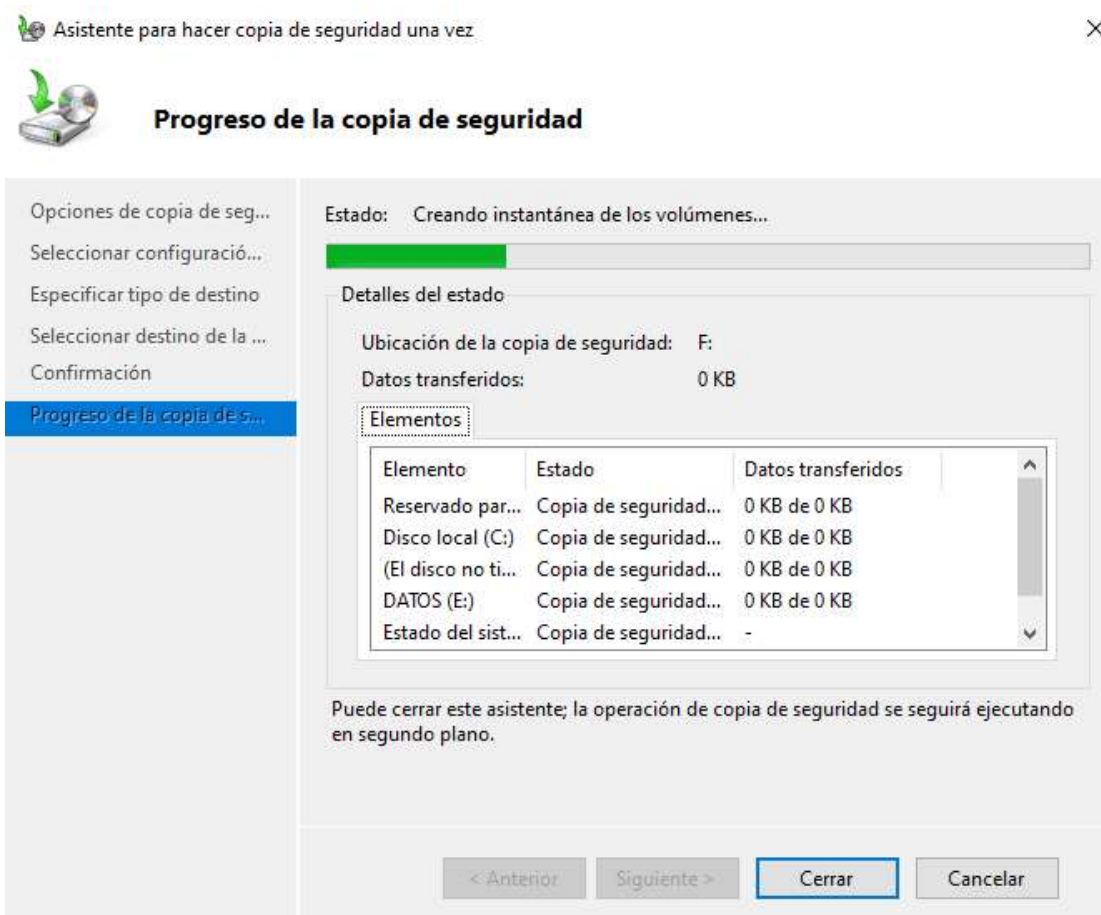 Asistente para hacer copia de seguridad una vez
Progreso de la copia de seguridad
Opciones de copia de seg...
Seleccionar configuració...
Especificar tipo de destino
Seleccionar destino de la ...
Confirmación
Progreso de la copia de s...
Estado: Creando instantánea de los volúmenes...
Detalles del estado
Ubicación de la copia de seguridad: F:
Datos transferidos: 0 KB
Elementos
Elemento Estado Datos transferidos
Reservado par... Copia de seguridad... 0 KB de 0 KB
Disco local (C:) Copia de seguridad... 0 KB de 0 KB
(El disco no ti... Copia de seguridad... 0 KB de 0 KB
DATOS (E:) Copia de seguridad... 0 KB de 0 KB
Estado del sist... Copia de seguridad... -
Puede cerrar este asistente; la operación de copia de seguridad se seguirá ejecutando
en segundo plano.
< Anterior Siguiente > Cerrar Cancelar